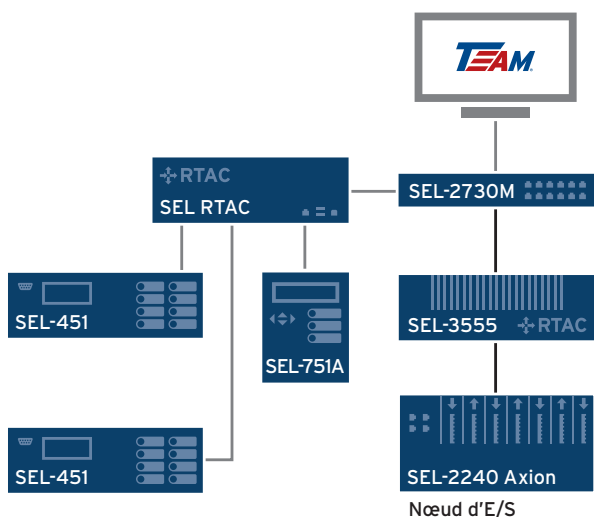 TEAM
RTAC
SEL RTAC
SEL-2730M
SEL-451
SEL-751A
SEL-3555
RTAC
SEL-451
SEL-2240 Axion
Nœud d'E/S